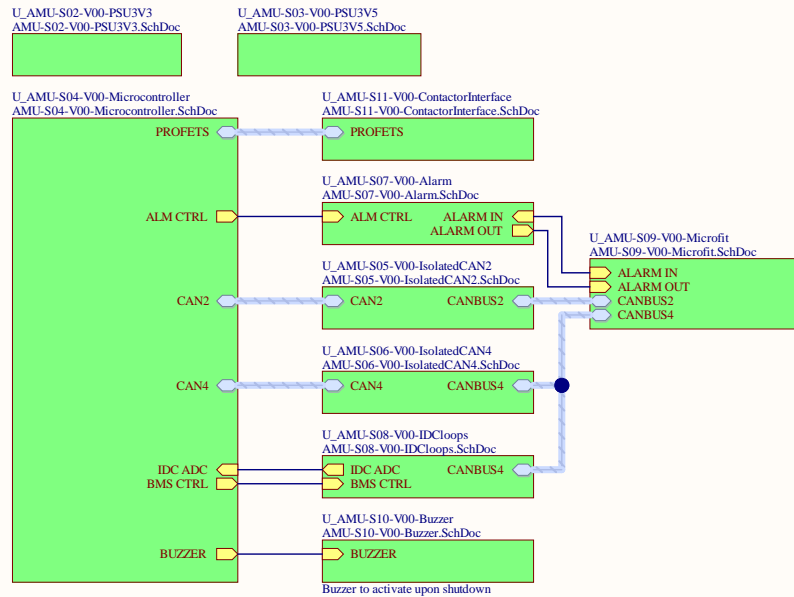 U_AMU-S02-V00-PSU3V3
AMU-S02-V00-PSU3V3.SchDoc
U_AMU-S03-V00-PSU3V5
AMU-S03-V00-PSU3V5.SchDoc
U_AMU-S04-V00-Microcontroller
AMU-S04-V00-Microcontroller.SchDoc
PROFETS
ALM CTRL
CAN2
CAN4
IDC ADC
BMS CTRL
BUZZER
U_AMU-S11-V00-ContactorInterface
AMU-S11-V00-ContactorInterface.SchDoc
PROFETS
U_AMU-S07-V00-Alarm
AMU-S07-V00-Alarm.SchDoc
ALM CTRL ALARM IN
ALARM OUT
U_AMU-S05-V00-IsolatedCAN2
AMU-S05-V00-IsolatedCAN2.SchDoc
CAN2 CANBUS2
U_AMU-S06-V00-IsolatedCAN4
AMU-S06-V00-IsolatedCAN4.SchDoc
CAN4 CANBUS4
U_AMU-S08-V00-IDCloops
AMU-S08-V00-IDCloops.SchDoc
IDC ADC CANBUS4
BMS CTRL
U_AMU-S10-V00-Buzzer
AMU-S10-V00-Buzzer.SchDoc
BUZZER
Buzzer to activate upon shutdown
U_AMU-S09-V00-Microfit
AMU-S09-V00-Microfit.SchDoc
ALARM IN
ALARM OUT
CANBUS2
CANBUS4